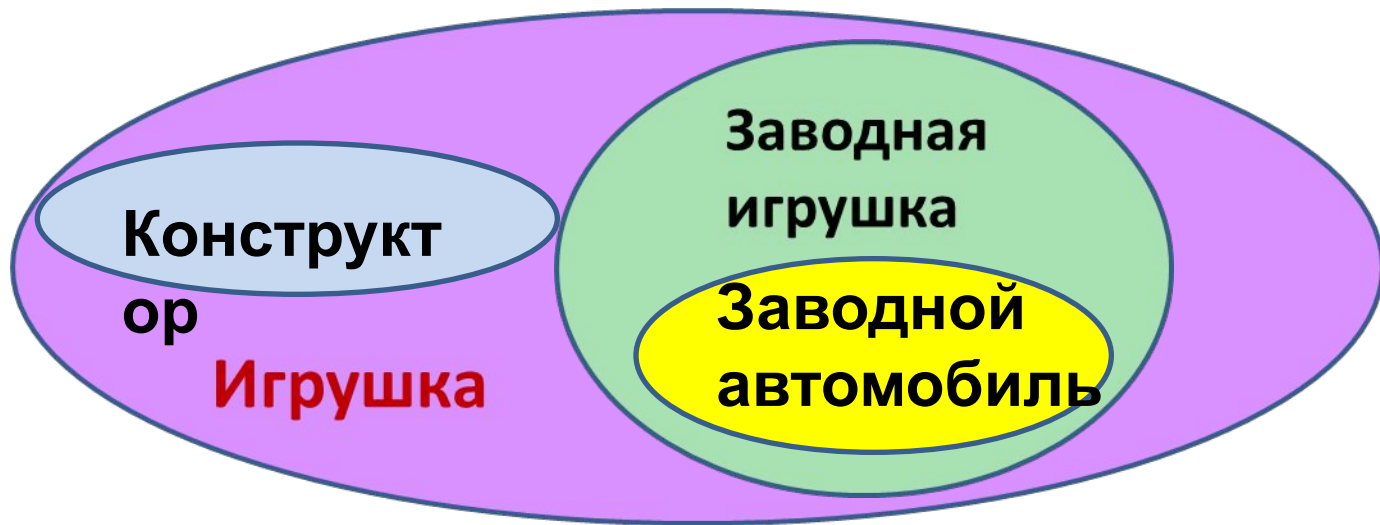 Заводная
игрушка
Конструкт
ор
Заводной
автомобиль
Игрушка